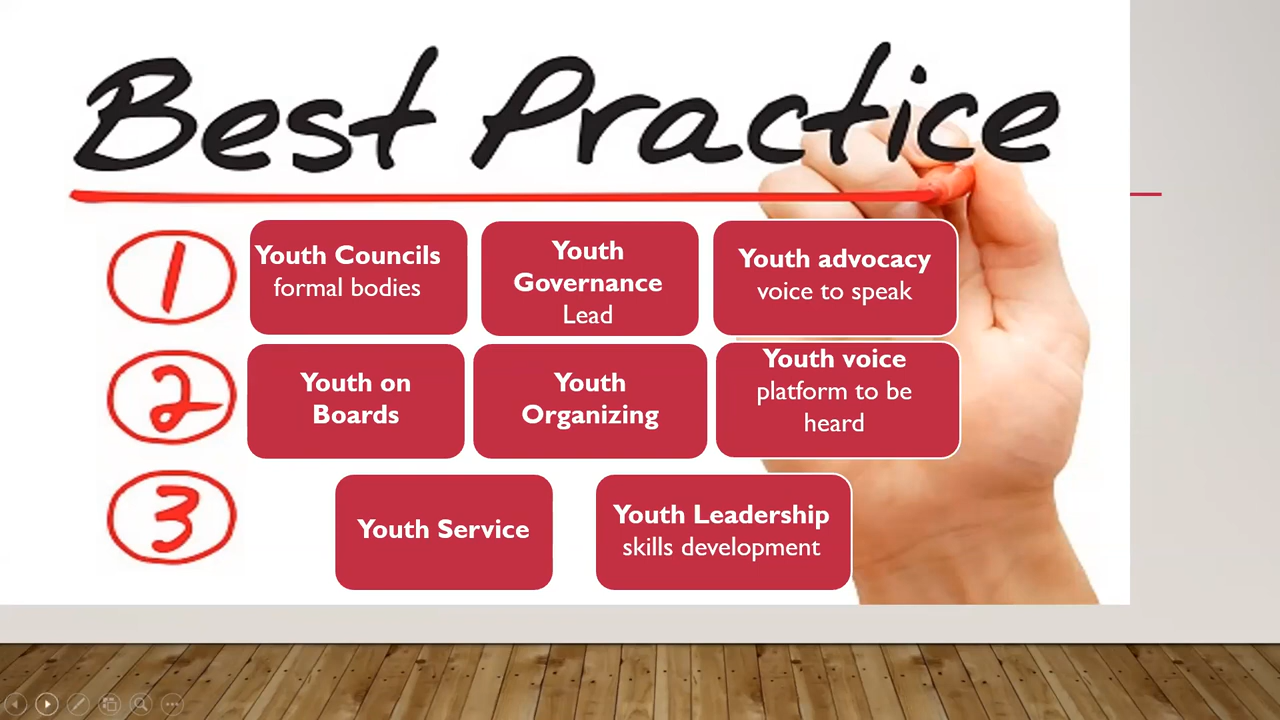 Best Practice
1
Youth Councils
formal bodies
Youth
Governance
Lead
Youth advocacy
voice to speak
2
Youth on
Boards
Youth
Organizing
Youth voice
platform to be
heard
3
Youth Service
Youth Leadership
skills development